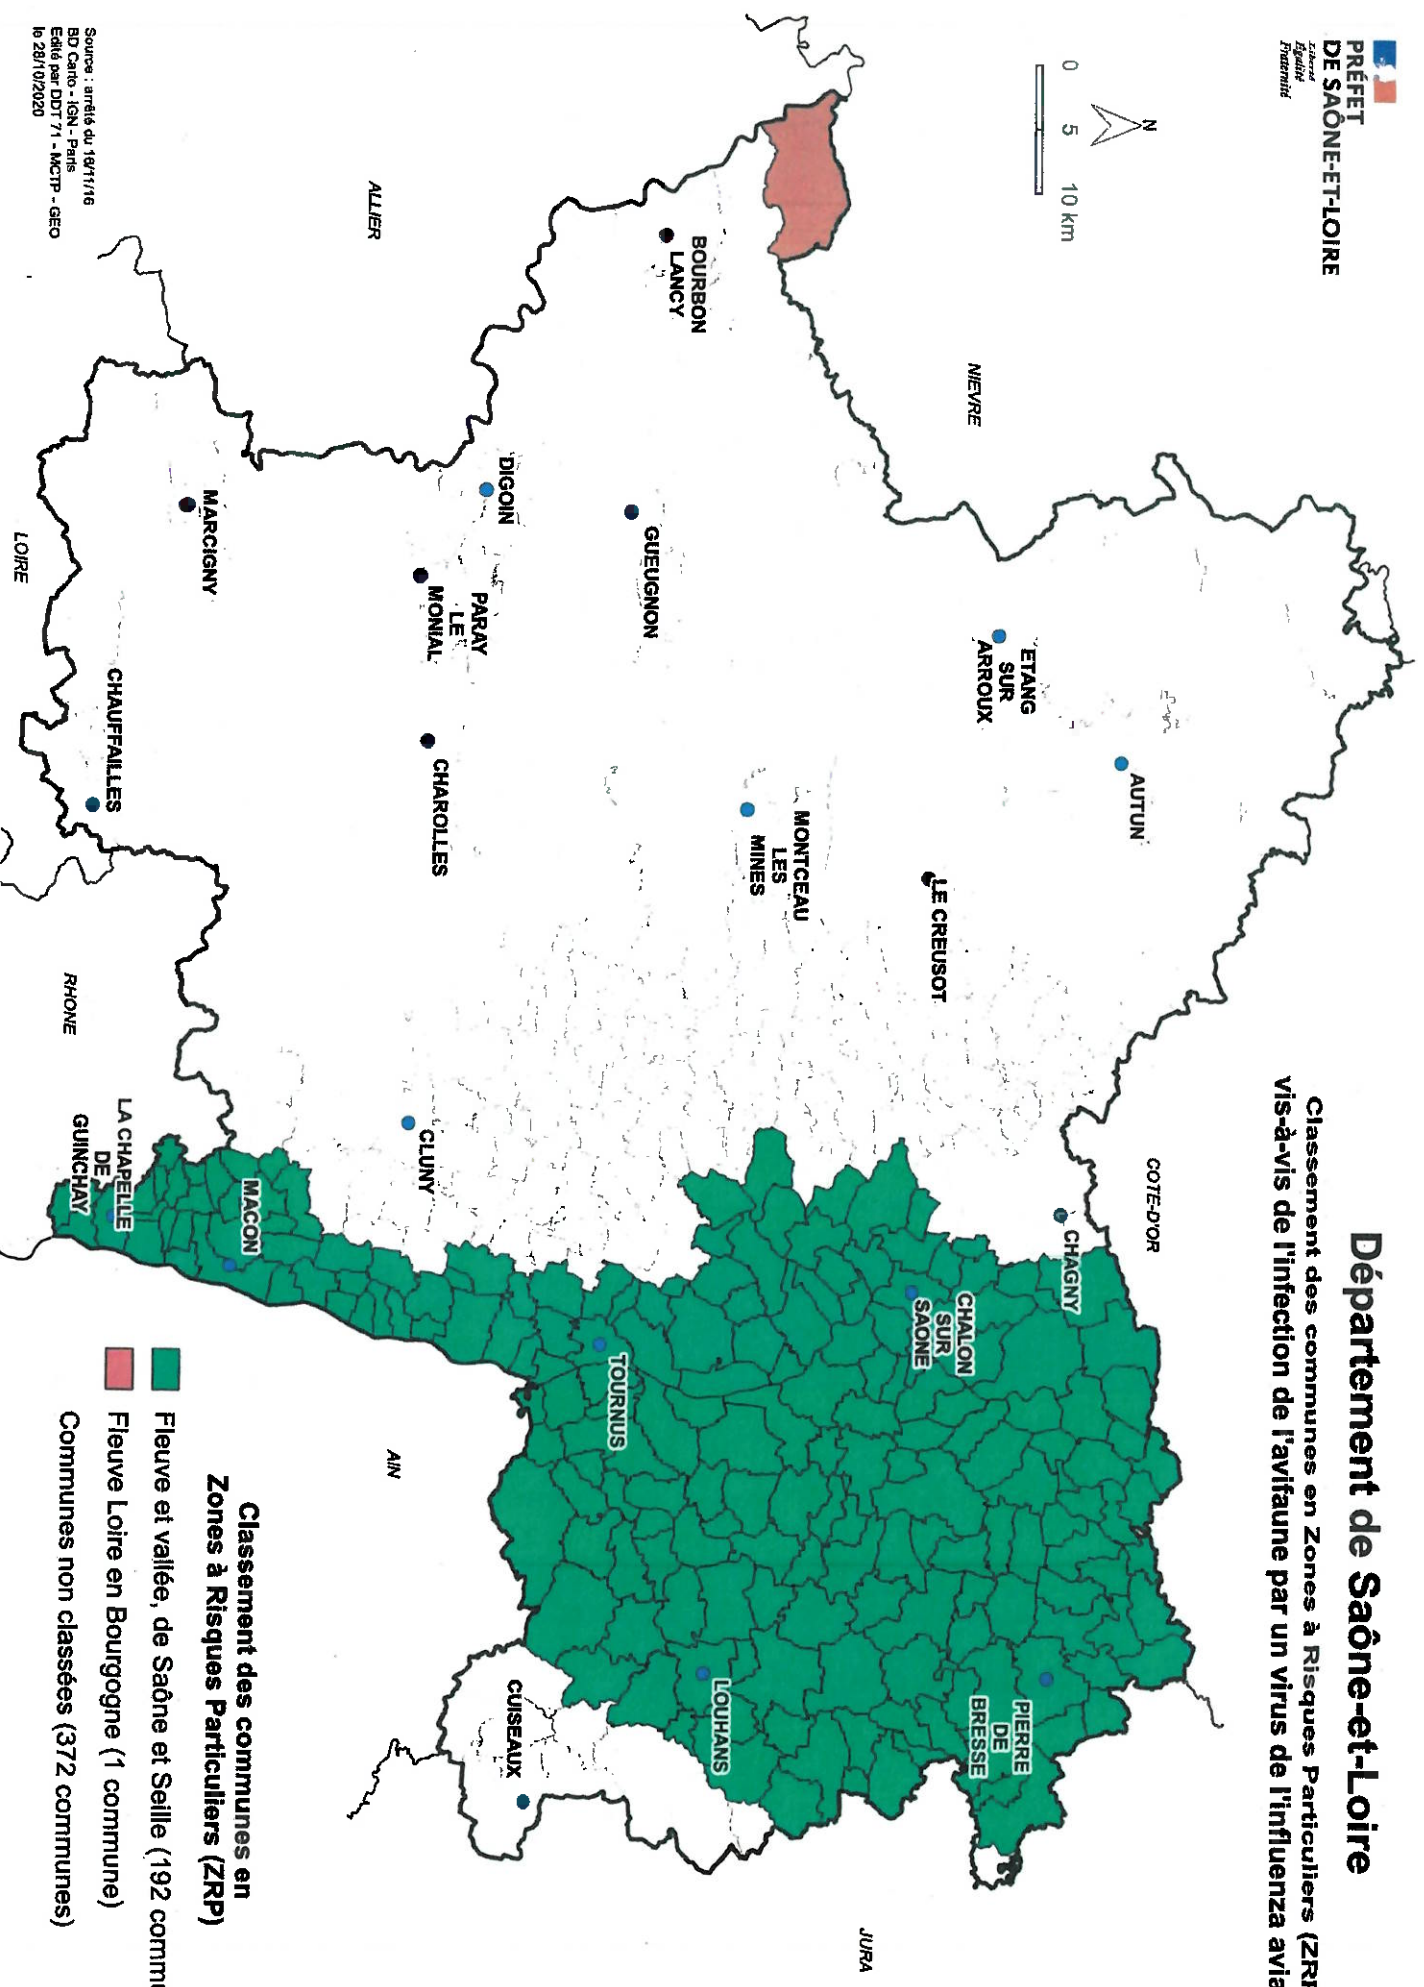 PRÉFET
DE SAÔNE-ET-LOIRE
Liberté
Égalité
Fraternité
Département de Saône-et-Loire
Classement des communes en Zones à Risques Particuliers (ZRP
vis-à-vis de l'infection de l'avifaune par un virus de l'influenza avia
N
0 5 10 km
NIEVRE
COTE-D'OR
JURA
AIN
RHONE
LOIRE
ALLIER
AUTUN
ETANG
SUR
ARROUX
LE CREUSOT
CHAGNY
CHALON
SUR
SAONE
PIERRE
DE
BRESSE
MONTCEAU
LES
MINES
BOURBON
LANCY
GUEUGNON
LOUHANS
TOURNUS
DIGOIN
PARAY
LE
MONIAL
CHAROLLES
CLUNY
CUISEAUX
MACON
MARCIGNY
CHAUFFAILLES
LA CHAPELLE
DE
GUINCHAY
Classement des communes en
Zones à Risques Particuliers (ZRP)
Fleuve et vallée, de Saône et Seille (192 commu
Fleuve Loire en Bourgogne (1 commune)
Communes non classées (372 communes)
Source : arrêté du 16/11/16
BD Carto - IGN - Paris
Edité par DDT 71 - MCTP - GEO
le 28/10/2020